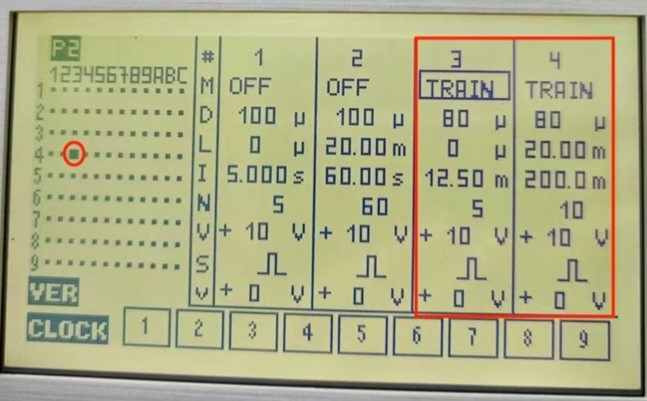 P2
123456789ABC
1
2
3
4
5
6
7
8
9
VER
CLOCK
# 1 2 3 4
M OFF OFF TRAIN TRAIN
D 100 μ 100 μ 80 μ 80 μ
L 0 μ 20.00 m 0 μ 20.00 m
I 5.000 s 60.00 s 12.50 m 200.0 m
N 5 60 5 10
V + 10 V + 10 V + 10 V + 10 V
S
v + 0 V + 0 V + 0 V + 0 V
1 2 3 4 5 6 7 8 9